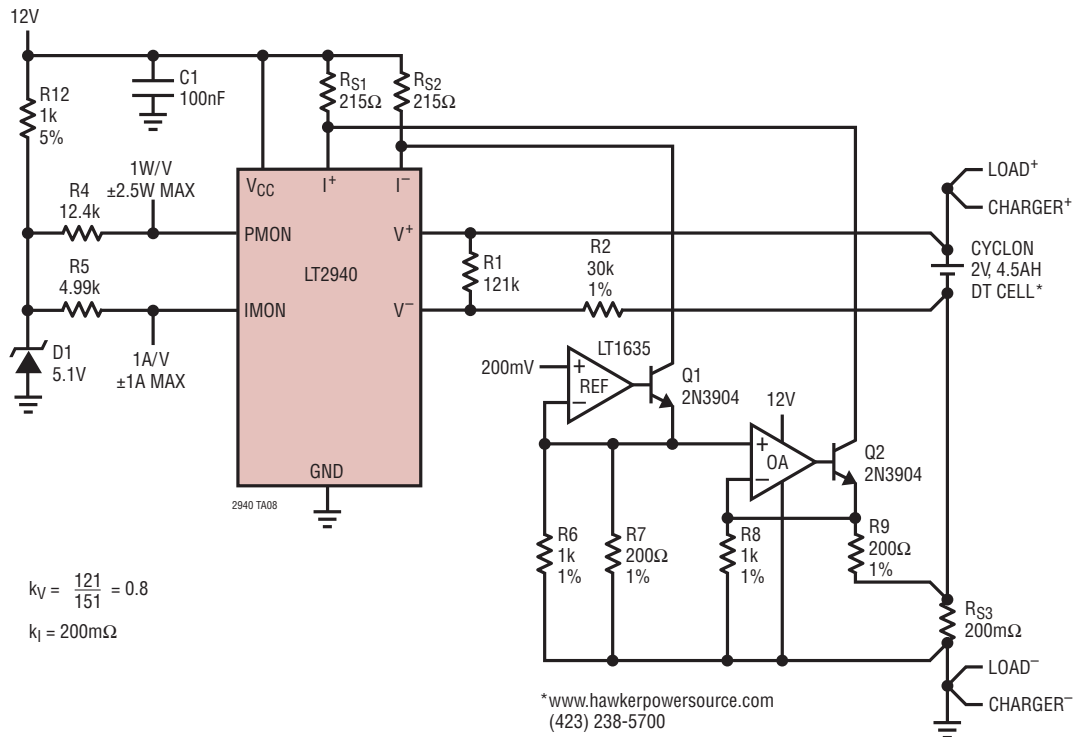 12V
R12
1k
5%
C1
100nF
RS1
215Ω
RS2
215Ω
1W/V
±2.5W MAX
R4
12.4k
R5
4.99k
1A/V
±1A MAX
D1
5.1V
VCC
I+
I−
PMON
IMON
LT2940
V+
V−
GND
2940 TA08
R1
121k
R2
30k
1%
LOAD+
CHARGER+
CYCLON
2V, 4.5AH
DT CELL*
200mV
LT1635
+
REF
−
Q1
2N3904
12V
+
OA
−
Q2
2N3904
R6
1k
1%
R7
200Ω
1%
R8
1k
1%
R9
200Ω
1%
RS3
200mΩ
LOAD−
CHARGER−
kV = 121/151 = 0.8
kI = 200mΩ
*www.hawkerpowersource.com
(423) 238-5700